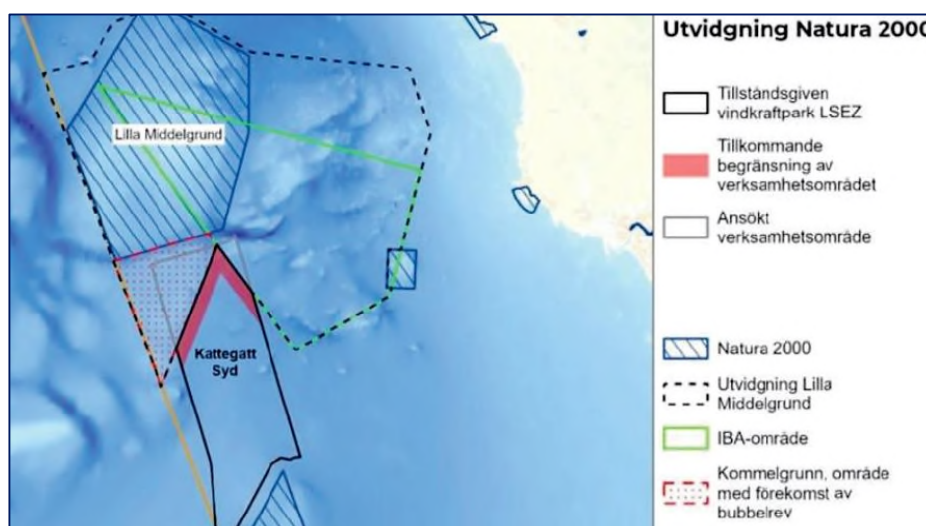 Utvidgning Natura 2000
Tillståndsgiven
vindkraftpark LSEZ
Tillkommande
begränsning av
verksamhetsområdet
Ansökt
verksamhetsområde
Natura 2000
Utvidgning Lilla
Middelgrund
IBA-område
Kommelgrunn, område
med förekomst av
bubbelrev
Lilla Middelgrund
Kattegatt
Syd